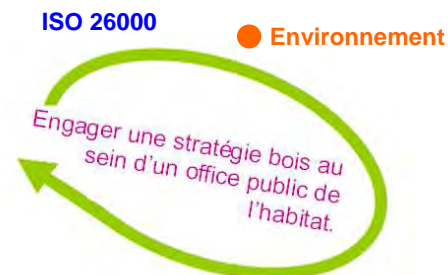 ISO 26000
Environnement
Engager une stratégie bois au
sein d'un office public de
l'habitat.